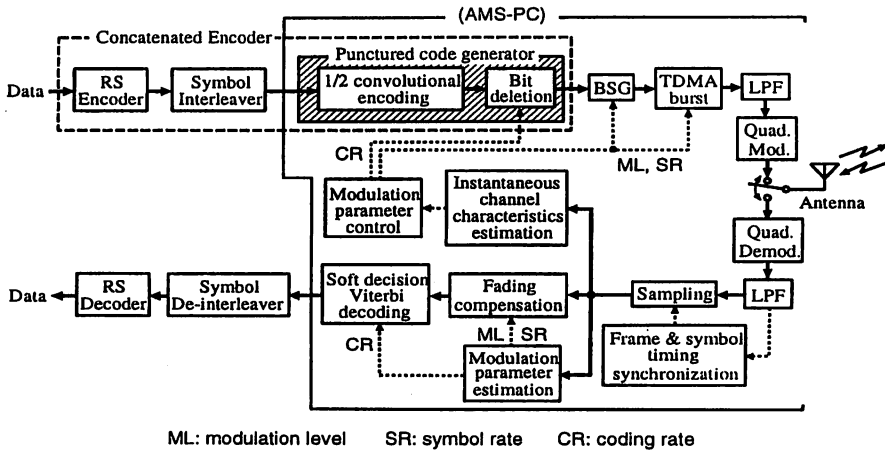 (AMS-PC)
Concatenated Encoder
Punctured code generator
Data
RS
Encoder
Symbol
Interleaver
1/2 convolutional
encoding
Bit
deletion
BSG
TDMA
burst
LPF
Quad.
Mod.
CR
ML, SR
Modulation
parameter
control
Instantaneous
channel
characteristics
estimation
Antenna
Quad.
Demod.
Data
RS
Decoder
Symbol
De-interleaver
Soft decision
Viterbi
decoding
Fading
compensation
Sampling
LPF
CR
ML SR
Modulation
parameter
estimation
Frame & symbol
timing
synchronization
ML: modulation level SR: symbol rate CR: coding rate